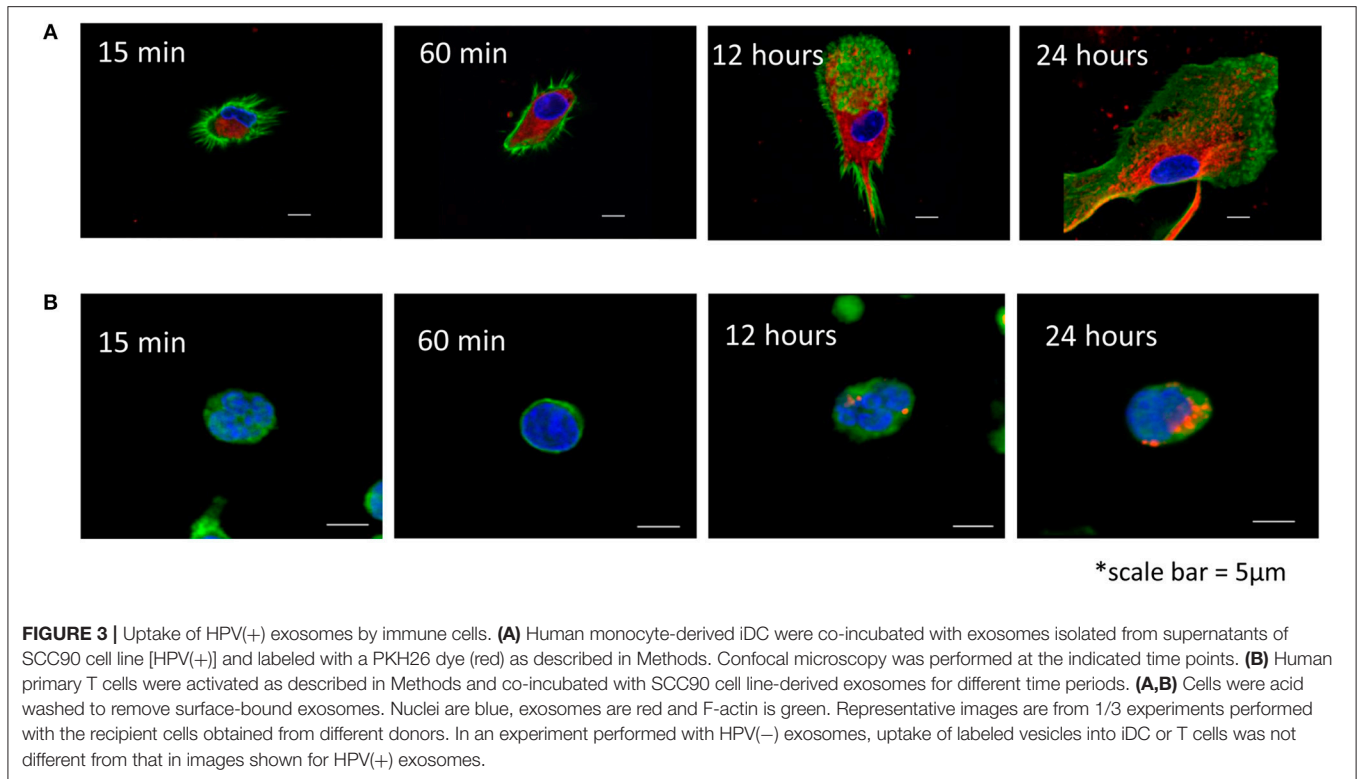 A
15 min
60 min
12 hours
24 hours
B
15 min
60 min
12 hours
24 hours
*scale bar = 5μm
FIGURE 3 | Uptake of HPV(+) exosomes by immune cells. (A) Human monocyte-derived iDC were co-incubated with exosomes isolated from supernatants of
SCC90 cell line [HPV(+)] and labeled with a PKH26 dye (red) as described in Methods. Confocal microscopy was performed at the indicated time points. (B) Human
primary T cells were activated as described in Methods and co-incubated with SCC90 cell line-derived exosomes for different time periods. (A,B) Cells were acid
washed to remove surface-bound exosomes. Nuclei are blue, exosomes are red and F-actin is green. Representative images are from 1/3 experiments performed
with the recipient cells obtained from different donors. In an experiment performed with HPV(−) exosomes, uptake of labeled vesicles into iDC or T cells was not
different from that in images shown for HPV(+) exosomes.